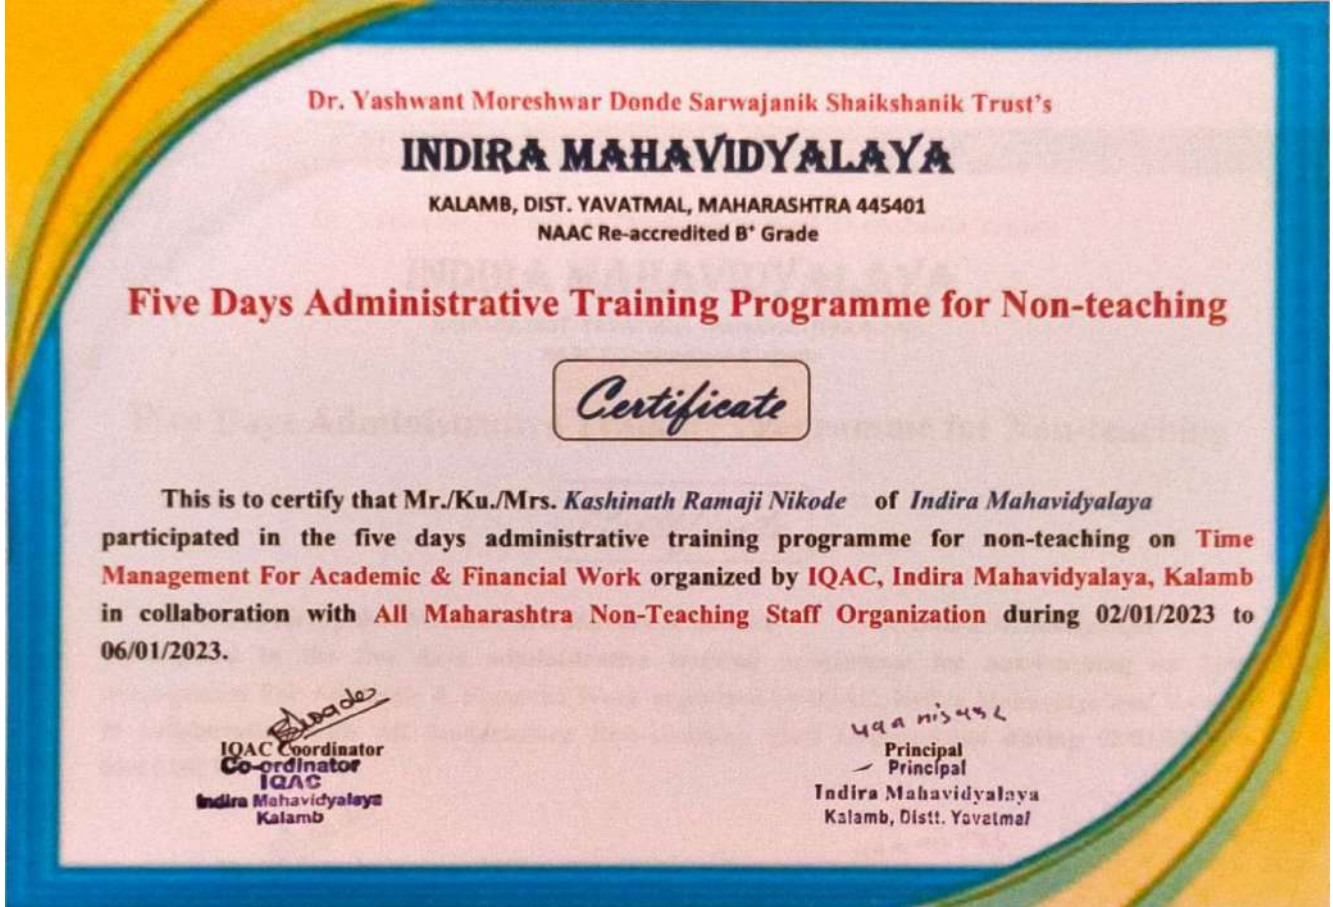 Dr. Yashwant Moreshwar Donde Sarwajanik Shaikshanik Trust's
INDIRA MAHAVIDYALAYA
KALAMB, DIST. YAVATMAL, MAHARASHTRA 445401
NAAC Re-accredited B+ Grade
Five Days Administrative Training Programme for Non-teaching
Certificate
This is to certify that Mr./Ku./Mrs. Kashinath Ramaji Nikode of Indira Mahavidyalaya
participated in the five days administrative training programme for non-teaching on Time
Management For Academic & Financial Work organized by IQAC, Indira Mahavidyalaya, Kalamb
in collaboration with All Maharashtra Non-Teaching Staff Organization during 02/01/2023 to
06/01/2023.
IQAC Coordinator
Co-ordinator
IQAC
Indira Mahavidyalaya
Kalamb
Principal
Principal
Indira Mahavidyalaya
Kalamb, Distt. Yavatmal